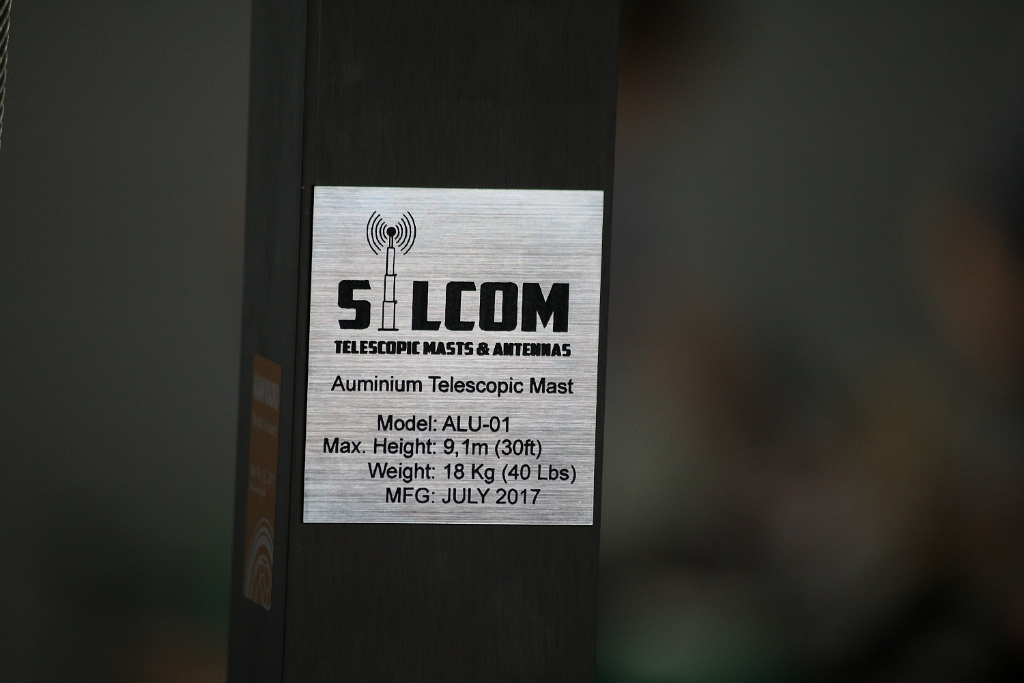 SILCOM
TELESCOPIC MASTS & ANTENNAS
Auminium Telescopic Mast
Model: ALU-01
Max. Height: 9,1m (30ft)
Weight: 18 Kg (40 Lbs)
MFG: JULY 2017